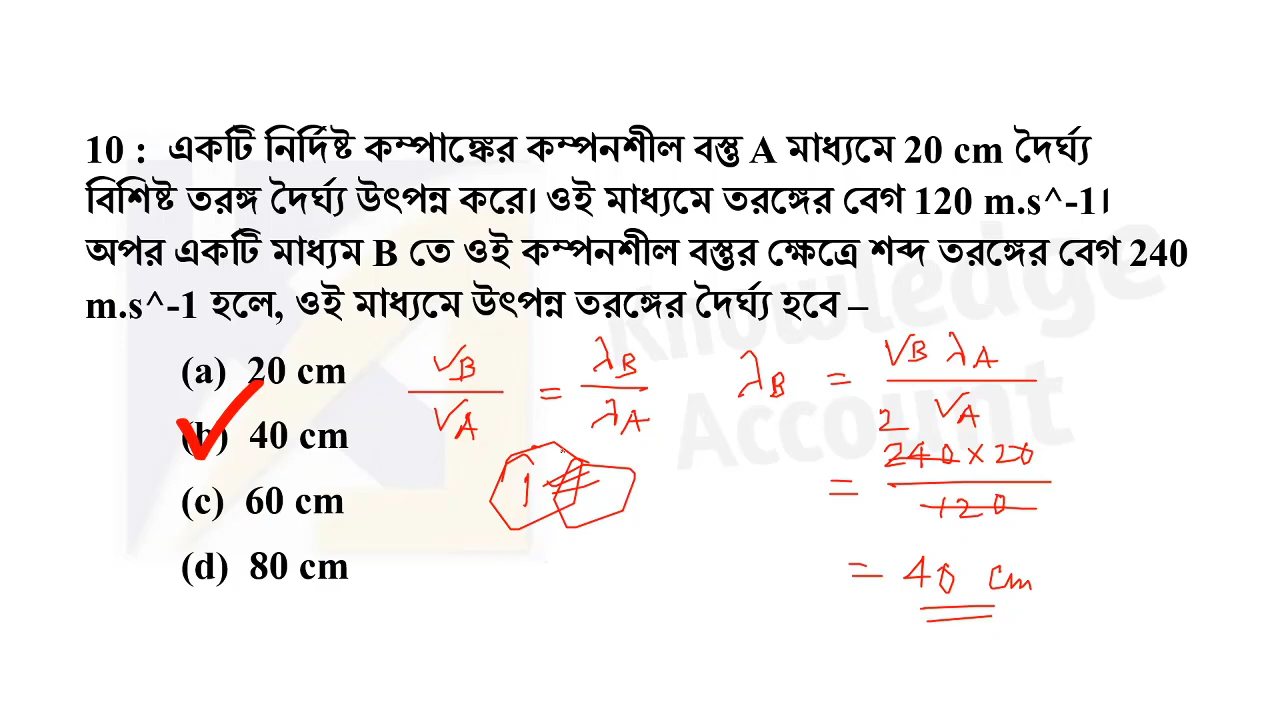 10 : একটি নির্দিষ্ট কম্পাঙ্কের কম্পনশীল বস্তু A মাধ্যমে 20 cm দৈর্ঘ্য
বিশিষ্ট তরঙ্গ দৈর্ঘ্য উৎপন্ন করে। ওই মাধ্যমে তরঙ্গের বেগ 120 m.s^-1।
অপর একটি মাধ্যম B তে ওই কম্পনশীল বস্তুর ক্ষেত্রে শব্দ তরঙ্গের বেগ 240
m.s^-1 হলে, ওই মাধ্যমে উৎপন্ন তরঙ্গের দৈর্ঘ্য হবে –
Knowledge
Account
(a) 20 cm
(b) 40 cm
(c) 60 cm
(d) 80 cm
VB / VA = λB / λA
λB = VB λA / VA
2
= 240 × 20 / 120
= 40 cm
1